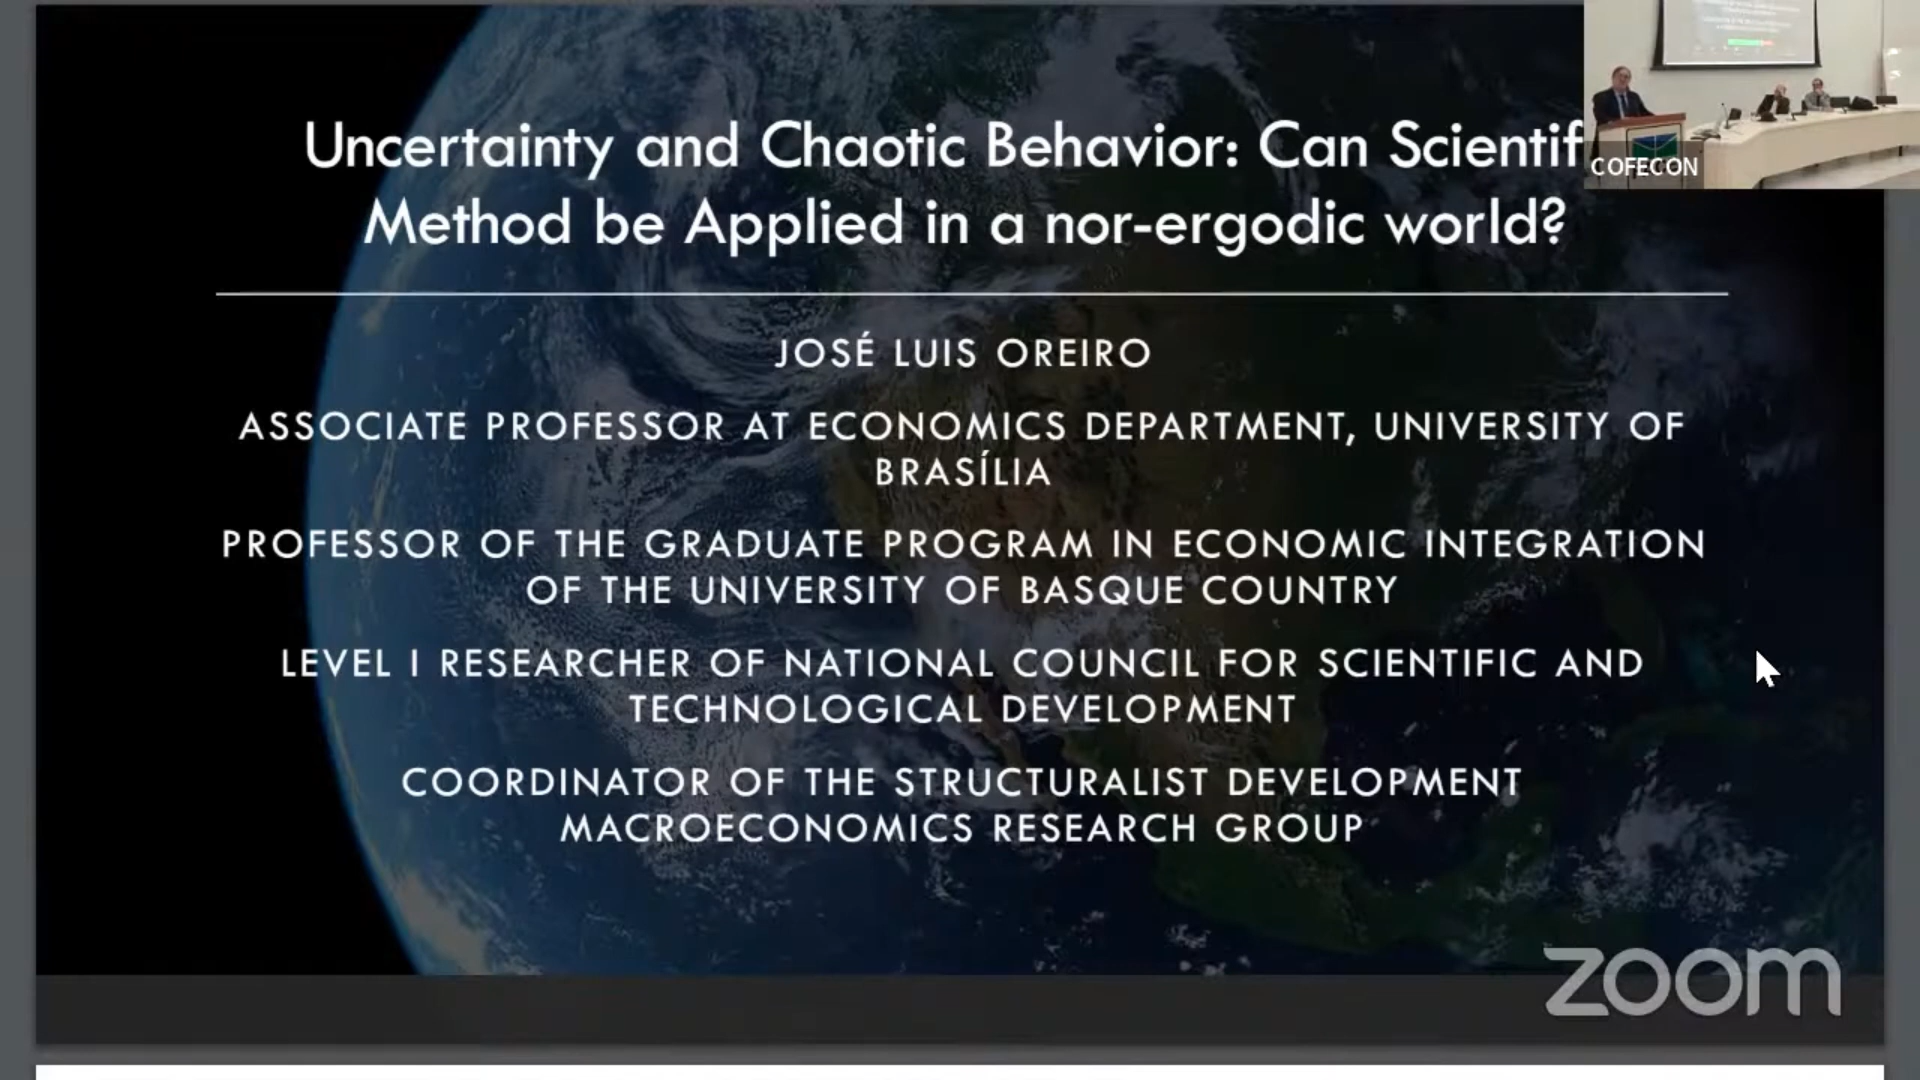 Uncertainty and Chaotic Behavior: Can Scientif
Method be Applied in a nor-ergodic world?
JOSÉ LUIS OREIRO
ASSOCIATE PROFESSOR AT ECONOMICS DEPARTMENT, UNIVERSITY OF
BRASÍLIA
PROFESSOR OF THE GRADUATE PROGRAM IN ECONOMIC INTEGRATION
OF THE UNIVERSITY OF BASQUE COUNTRY
LEVEL I RESEARCHER OF NATIONAL COUNCIL FOR SCIENTIFIC AND
TECHNOLOGICAL DEVELOPMENT
COORDINATOR OF THE STRUCTURALIST DEVELOPMENT
MACROECONOMICS RESEARCH GROUP
COFECON
zoom